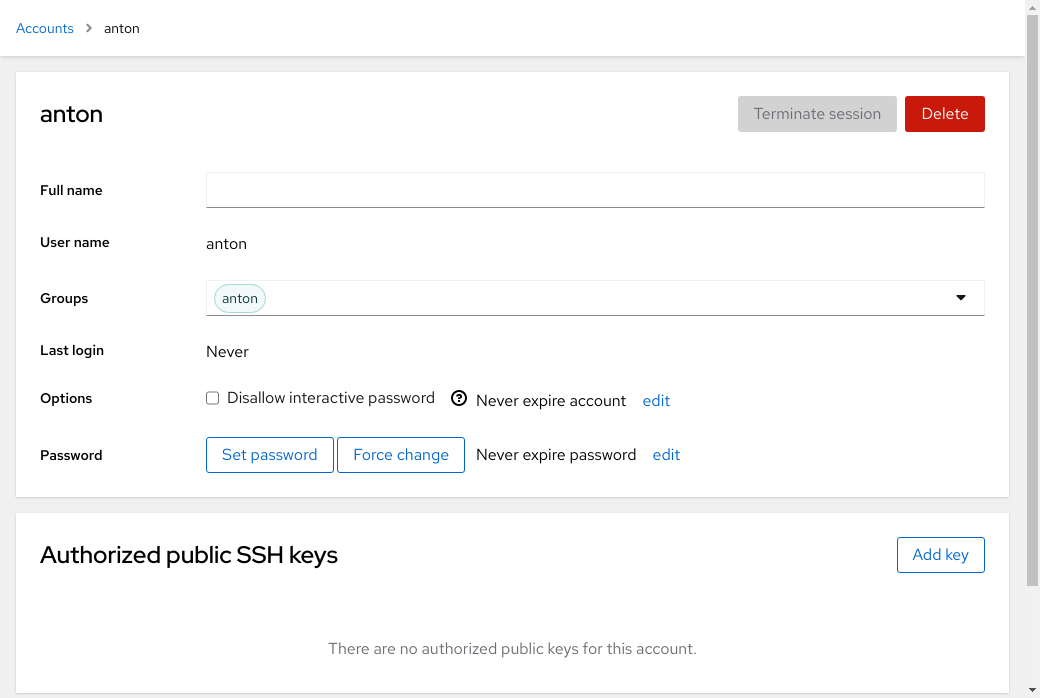 Accounts > anton
anton
Terminate session
Delete
Full name
User name
anton
Groups
anton
Last login
Never
Options
Disallow interactive password
Never expire account
edit
Password
Set password
Force change
Never expire password
edit
Authorized public SSH keys
Add key
There are no authorized public keys for this account.